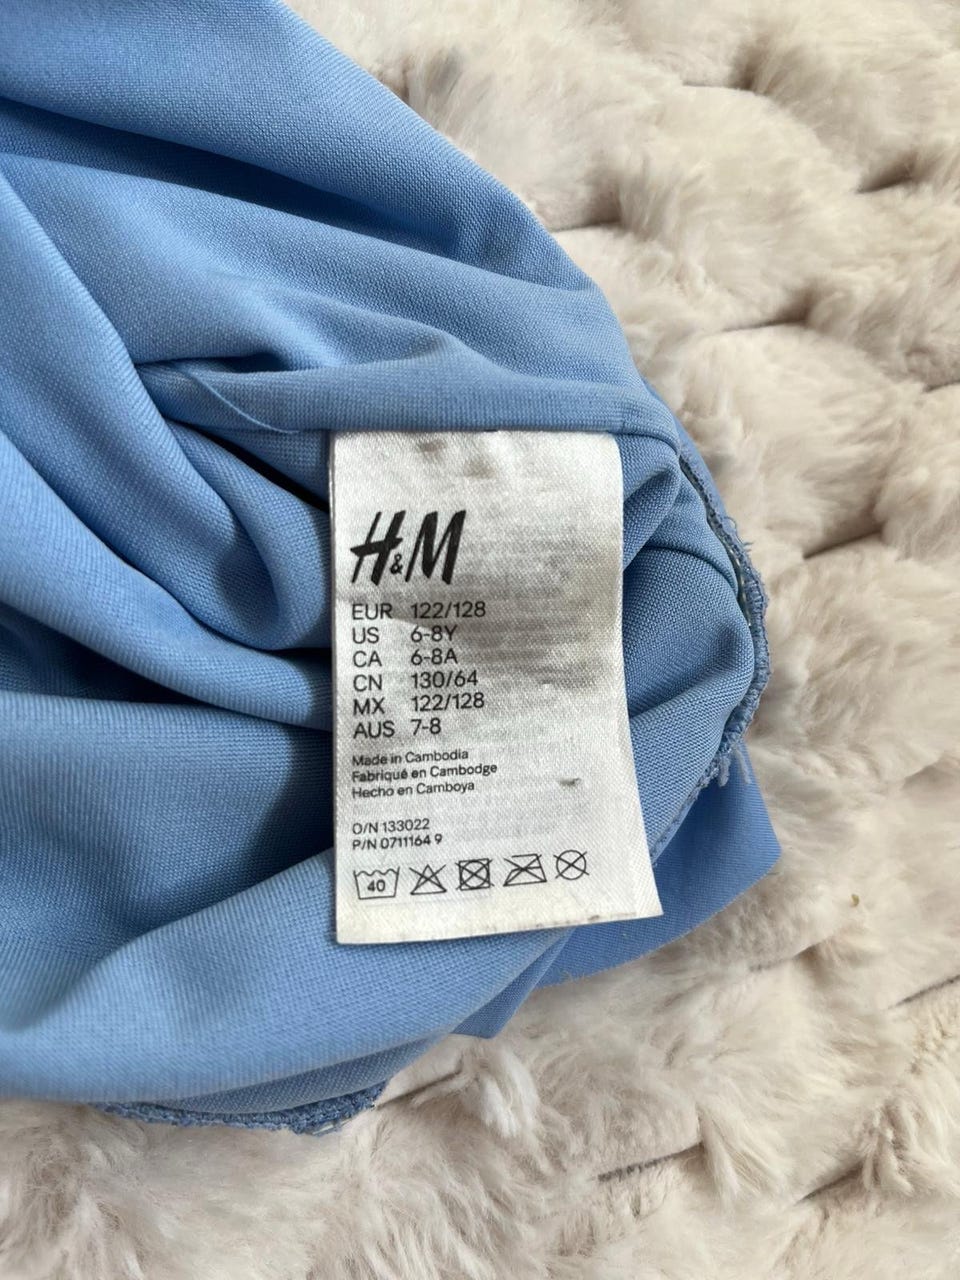 H&M
EUR 122/128
US 6-8Y
CA 6-8A
CN 130/64
MX 122/128
AUS 7-8
Made in Cambodia
Fabriqué en Cambodge
Hecho en Camboya
O/N 133022
P/N 0711164 9
40